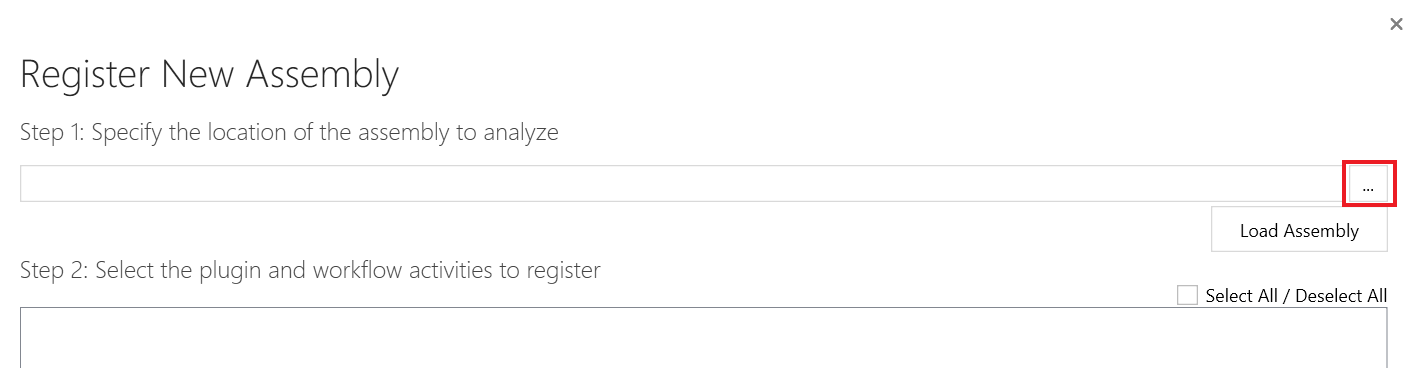 Register New Assembly
Step 1: Specify the location of the assembly to analyze
...
Load Assembly
Step 2: Select the plugin and workflow activities to register
Select All / Deselect All